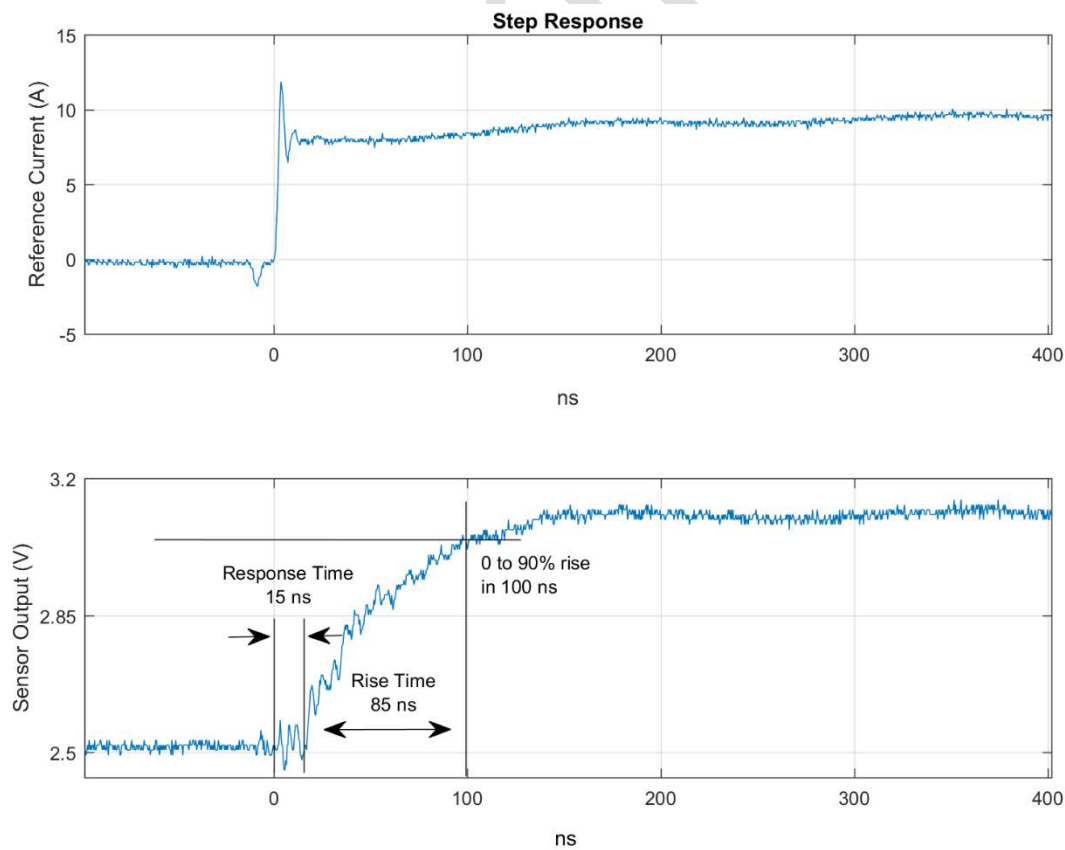 Step Response
15
10
5
0
-5
Reference Current (A)
0
100
200
300
400
ns
3.2
2.85
2.5
Sensor Output (V)
Response Time
15 ns
0 to 90% rise
in 100 ns
Rise Time
85 ns
0
100
200
300
400
ns